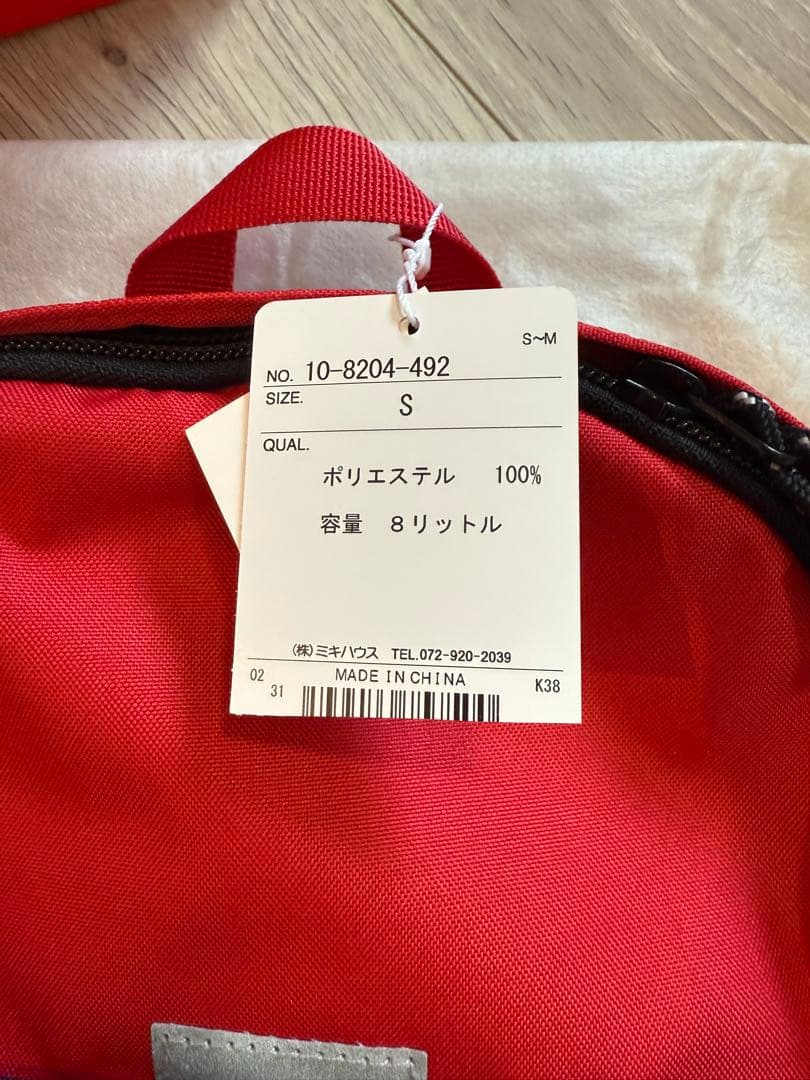 S~M
NO. 10-8204-492
SIZE. S
QUAL.
ポリエステル 100%
容量 8リットル
(株)ミキハウス TEL.072-920-2039
02 MADE IN CHINA K38
31